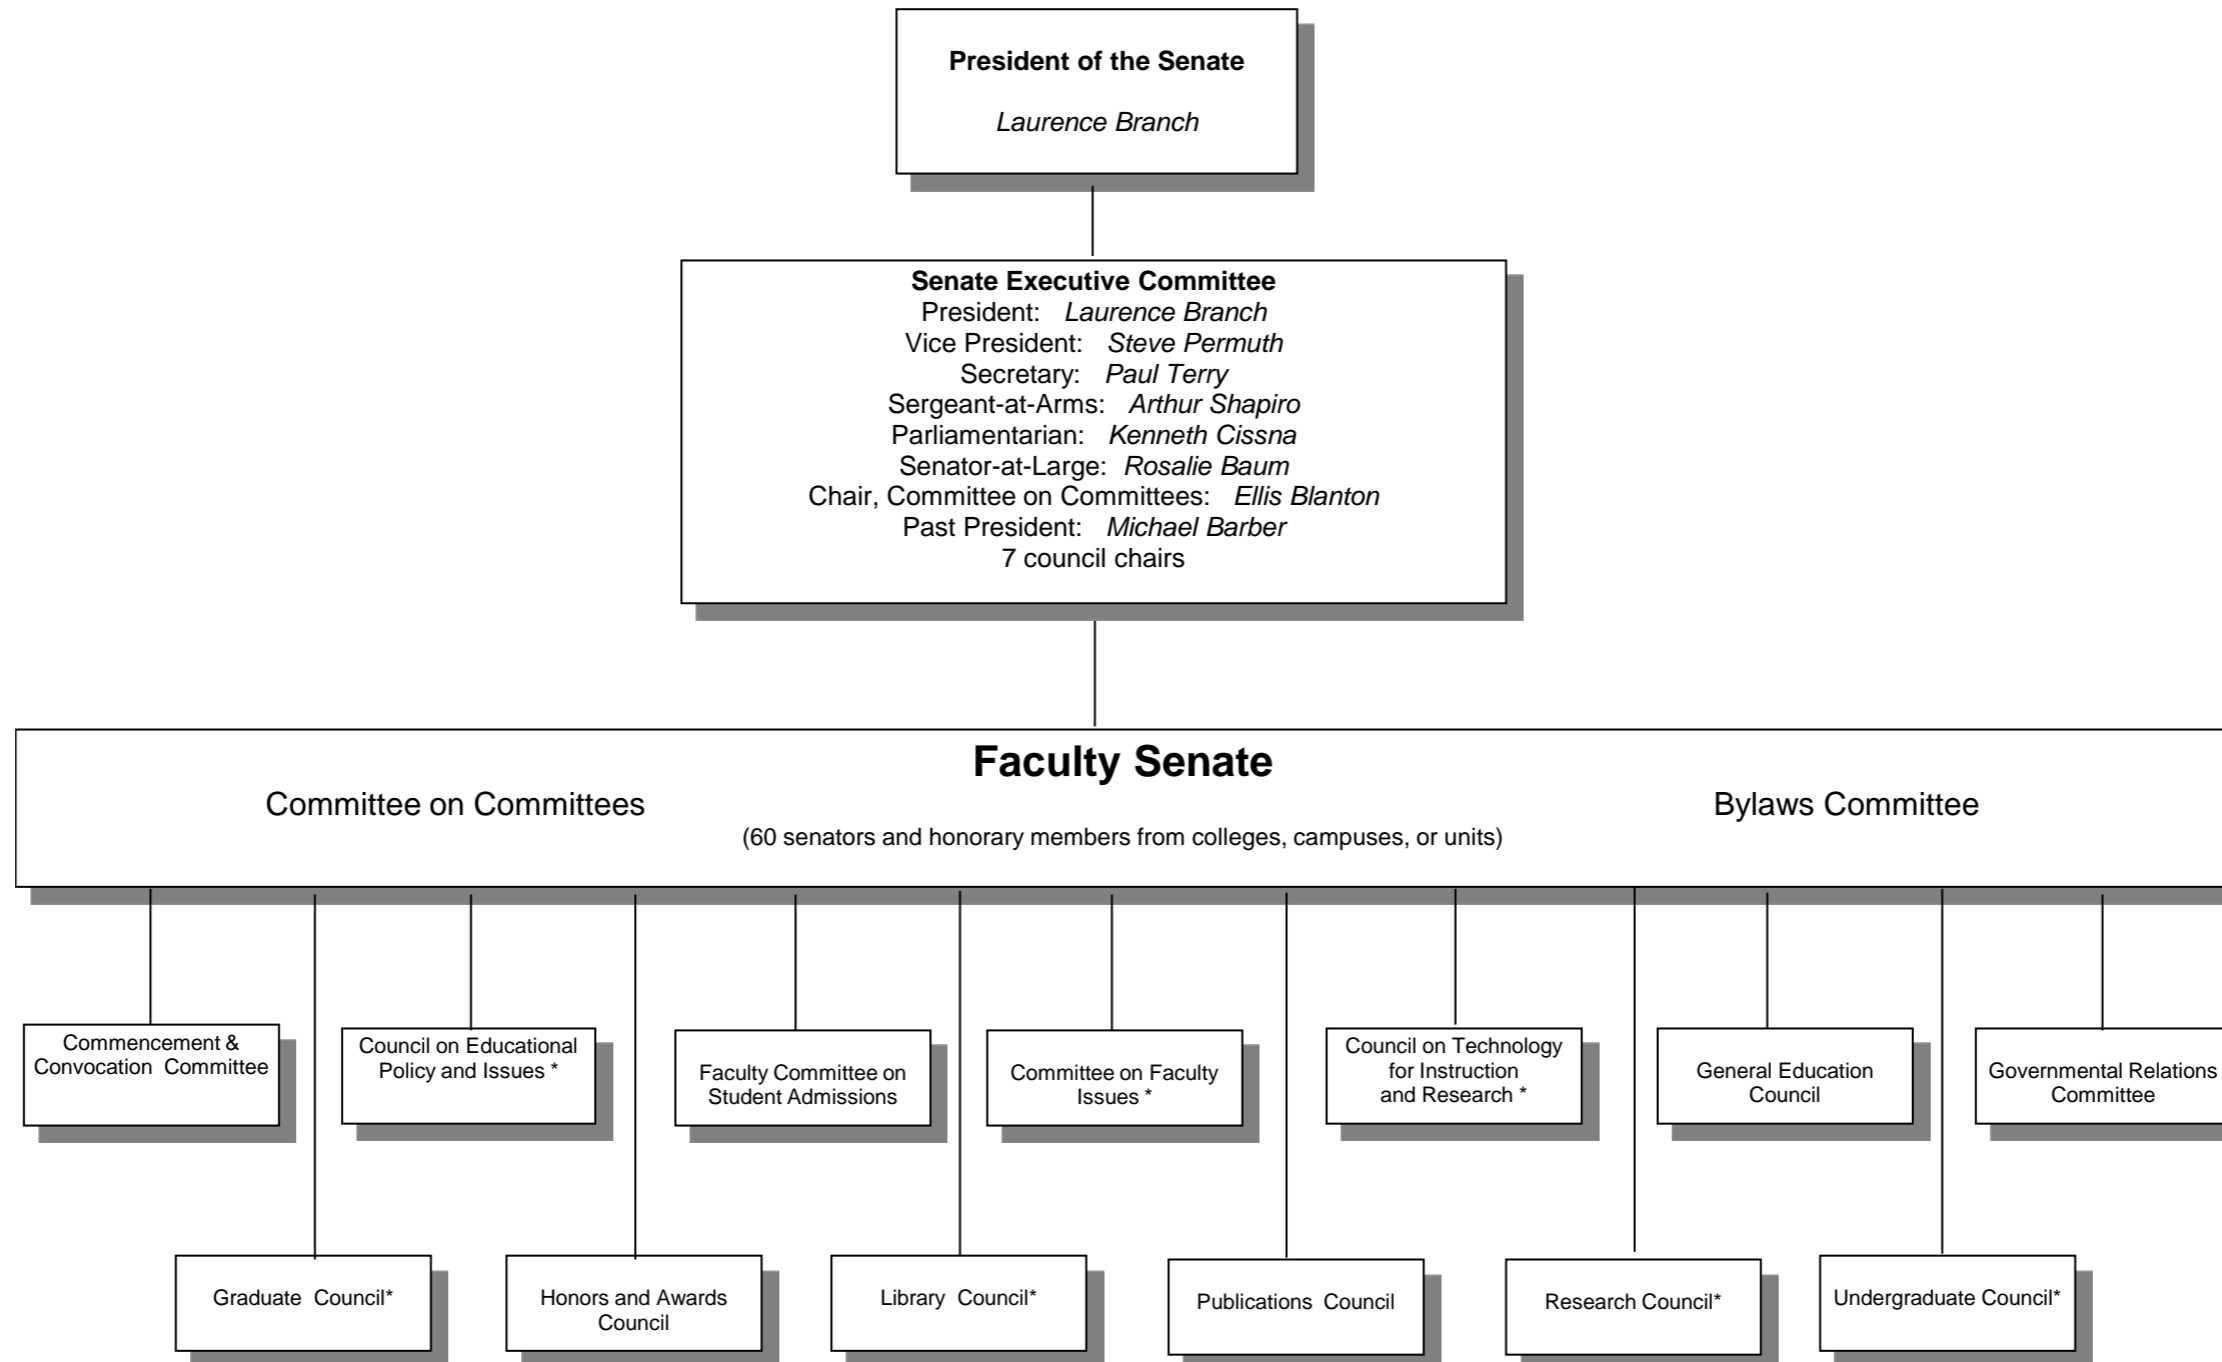 President of the Senate
Laurence Branch
Senate Executive Committee
President: Laurence Branch
Vice President: Steve Permuth
Secretary: Paul Terry
Sergeant-at-Arms: Arthur Shapiro
Parliamentarian: Kenneth Cissna
Senator-at-Large: Rosalie Baum
Chair, Committee on Committees: Ellis Blanton
Past President: Michael Barber
7 council chairs
Faculty Senate
Committee on Committees
Bylaws Committee
(60 senators and honorary members from colleges, campuses, or units)
Commencement &
Convocation Committee
Council on Educational
Policy and Issues *
Faculty Committee on
Student Admissions
Committee on Faculty
Issues *
Council on Technology
for Instruction
and Research *
General Education
Council
Governmental Relations
Committee
Graduate Council*
Honors and Awards
Council
Library Council*
Publications Council
Research Council*
Undergraduate Council*